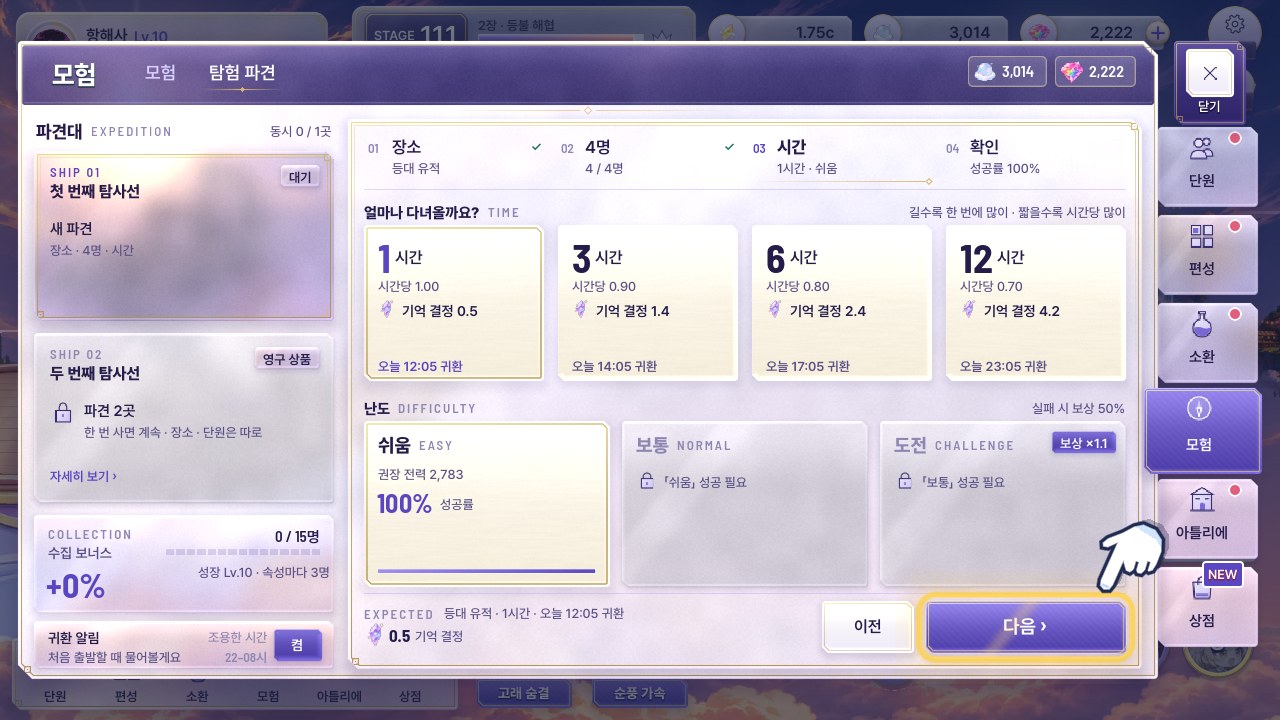 항해사 Lv.10
STAGE 111
2장 · 등불 해협
1.75c
3,014
2,222
모험
모험
탐험 파견
3,014
2,222
닫기
파견대 EXPEDITION
동시 0 / 1곳
SHIP 01
첫 번째 탐사선
대기
새 파견
장소 · 4명 · 시간
SHIP 02
두 번째 탐사선
영구 상품
파견 2곳
한 번 사면 계속 · 장소 · 단원은 따로
자세히 보기 ›
COLLECTION
수집 보너스
0 / 15명
+0%
성장 Lv.10 · 속성마다 3명
귀환 알림
처음 출발할 때 물어볼게요
조용한 시간
22–08시
켬
01 장소
등대 유적
02 4명
4 / 4명
03 시간
1시간 · 쉬움
04 확인
성공률 100%
얼마나 다녀올까요? TIME
길수록 한 번에 많이 · 짧을수록 시간당 많이
1 시간
시간당 1.00
기억 결정 0.5
오늘 12:05 귀환
3 시간
시간당 0.90
기억 결정 1.4
오늘 14:05 귀환
6 시간
시간당 0.80
기억 결정 2.4
오늘 17:05 귀환
12 시간
시간당 0.70
기억 결정 4.2
오늘 23:05 귀환
난도 DIFFICULTY
실패 시 보상 50%
쉬움 EASY
권장 전력 2,783
100% 성공률
보통 NORMAL
「쉬움」 성공 필요
도전 CHALLENGE
보상 ×1.1
「보통」 성공 필요
EXPECTED 등대 유적 · 1시간 · 오늘 12:05 귀환
0.5 기억 결정
이전
다음 ›
단원
편성
소환
모험
아틀리에
NEW
상점
단원
편성
소환
모험
아틀리에
상점
고래 숨결
순풍 가속